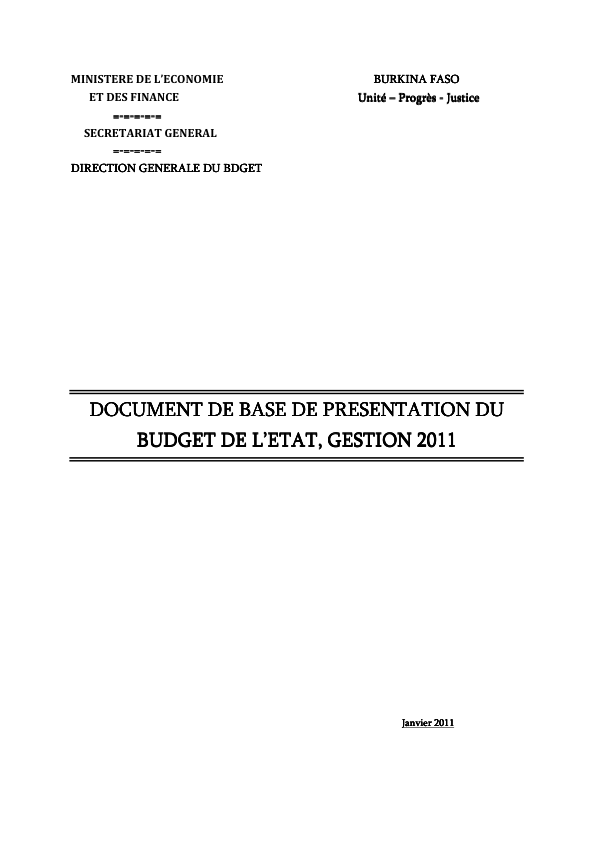 MINISTERE DE L'ECONOMIE
ET DES FINANCE
=-=-=-=-=
SECRETARIAT GENERAL
=-=-=-=-=
DIRECTION GENERALE DU BDGET
BURKINA FASO
Unité – Progrès - Justice
DOCUMENT DE BASE DE PRESENTATION DU
BUDGET DE L'ETAT, GESTION 2011
Janvier 2011